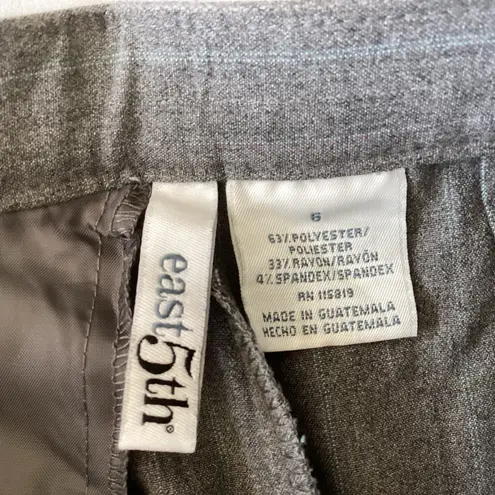 east5th®
6
63% POLYESTER/
POLIESTER
33% RAYON/RAYÓN
4% SPANDEX/SPANDEX
RN 115819
MADE IN GUATEMALA
HECHO EN GUATEMALA